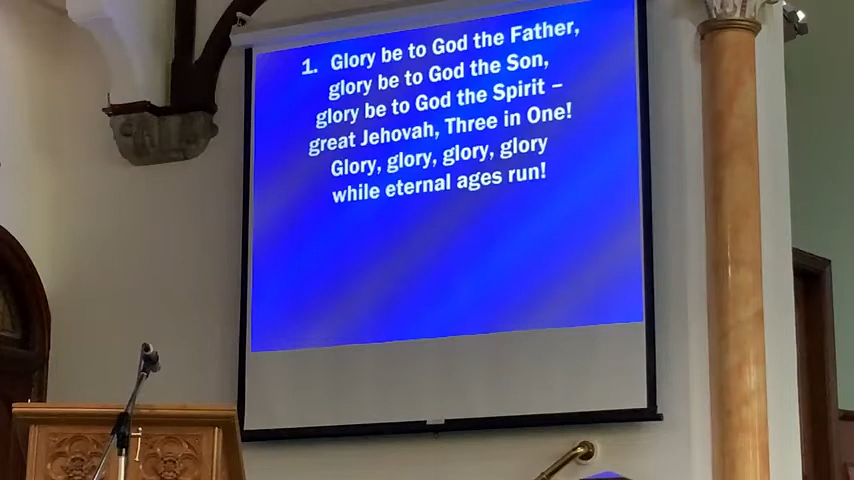 1. Glory be to God the Father,
glory be to God the Son,
glory be to God the Spirit –
great Jehovah, Three in One!
Glory, glory, glory, glory
while eternal ages run!